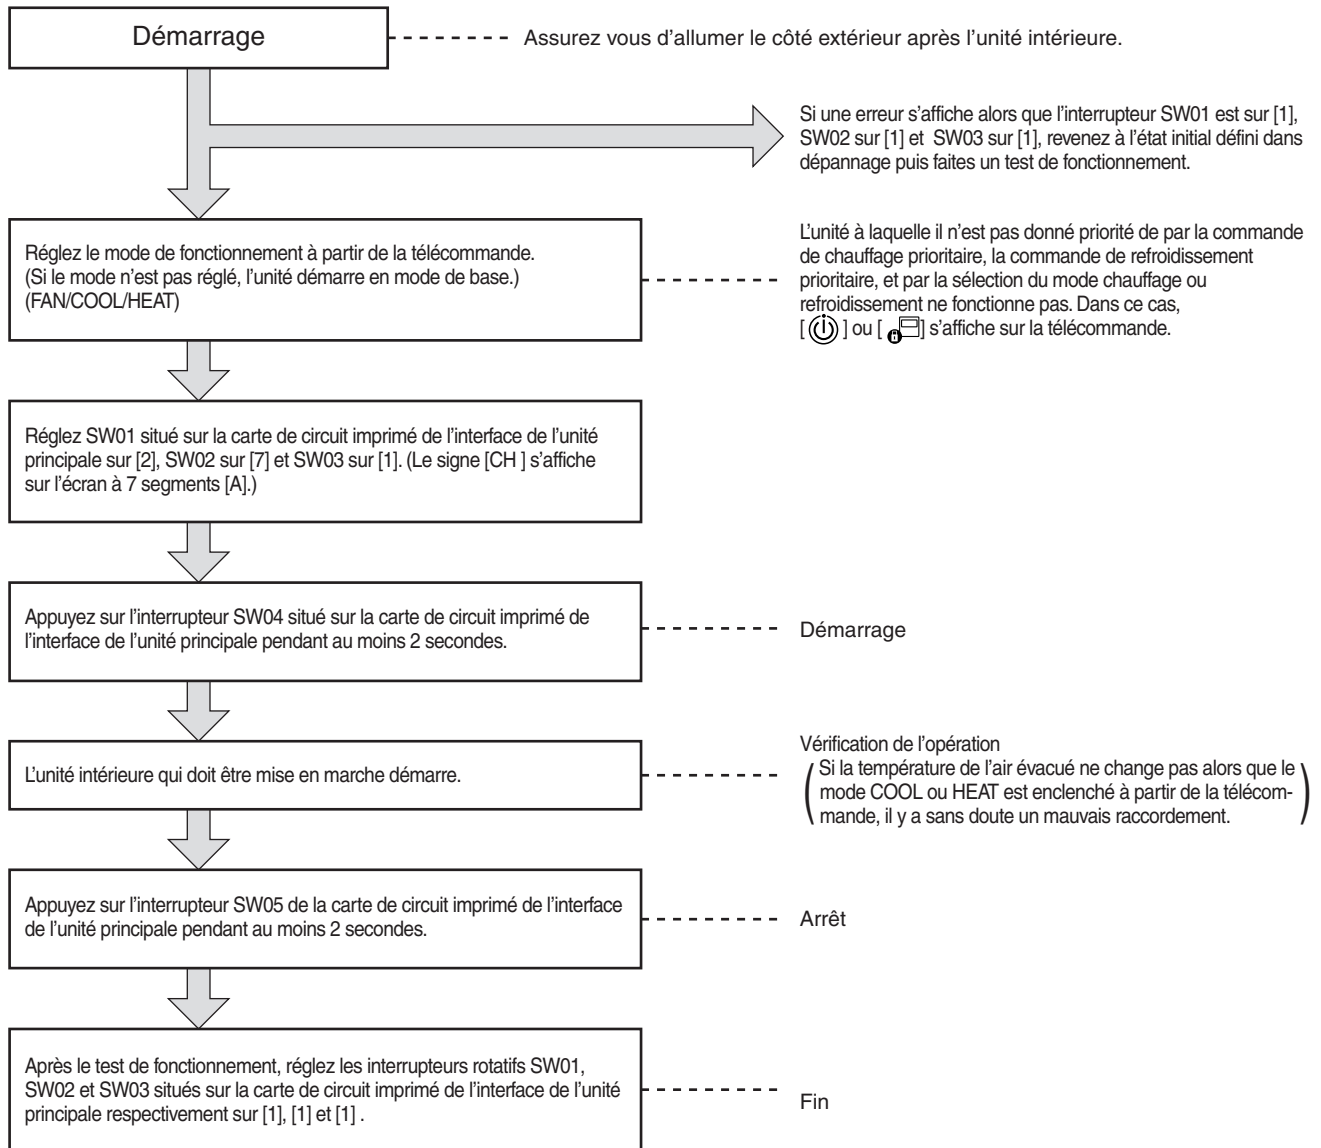 Démarrage
Assurez vous d’allumer le côté extérieur après l’unité intérieure.
Si une erreur s’affiche alors que l’interrupteur SW01 est sur [1],
SW02 sur [1] et SW03 sur [1], revenez à l’état initial défini dans
dépannage puis faites un test de fonctionnement.
Réglez le mode de fonctionnement à partir de la télécommande.
(Si le mode n’est pas réglé, l’unité démarre en mode de base.)
(FAN/COOL/HEAT)
L’unité à laquelle il n’est pas donné priorité de par la commande
de chauffage prioritaire, la commande de refroidissement
prioritaire, et par la sélection du mode chauffage ou
refroidissement ne fonctionne pas. Dans ce cas,
[ ] ou [ ] s’affiche sur la télécommande.
Réglez SW01 situé sur la carte de circuit imprimé de l’interface de l’unité
principale sur [2], SW02 sur [7] et SW03 sur [1]. (Le signe [CH ] s’affiche
sur l’écran à 7 segments [A].)
Appuyez sur l’interrupteur SW04 situé sur la carte de circuit imprimé de
l’interface de l’unité principale pendant au moins 2 secondes.
Démarrage
L’unité intérieure qui doit être mise en marche démarre.
Vérification de l’opération
(Si la température de l’air évacué ne change pas alors que le
mode COOL ou HEAT est enclenché à partir de la télécom-
mande, il y a sans doute un mauvais raccordement.)
Appuyez sur l’interrupteur SW05 de la carte de circuit imprimé de l’interface
de l’unité principale pendant au moins 2 secondes.
Arrêt
Après le test de fonctionnement, réglez les interrupteurs rotatifs SW01,
SW02 et SW03 situés sur la carte de circuit imprimé de l’interface de l’unité
principale respectivement sur [1], [1] et [1] .
Fin